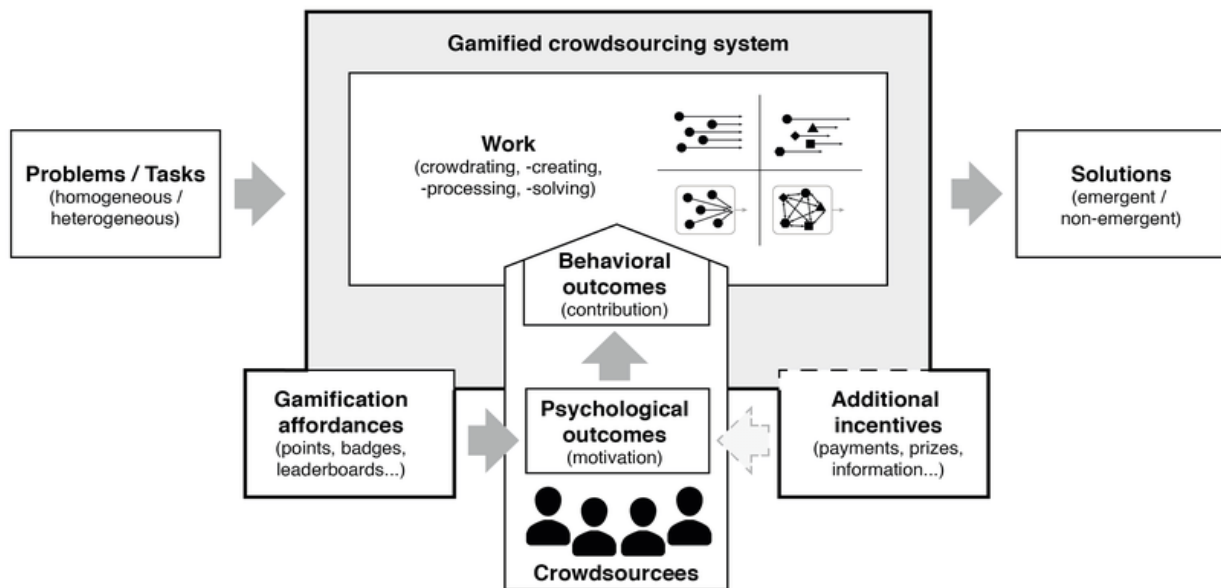 Gamified crowdsourcing system
Work
(crowdrating, -creating,
-processing, -solving)
Problems / Tasks
(homogeneous /
heterogeneous)
Solutions
(emergent /
non-emergent)
Behavioral
outcomes
(contribution)
Gamification
affordances
(points, badges,
leaderboards...)
Psychological
outcomes
(motivation)
Additional
incentives
(payments, prizes,
information...)
Crowdsourcees